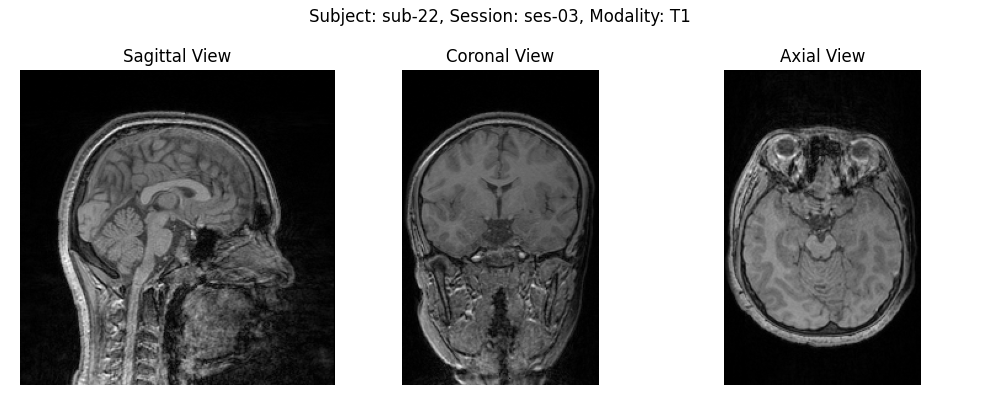 Subject: sub-22, Session: ses-03, Modality: T1
Sagittal View
Coronal View
Axial View